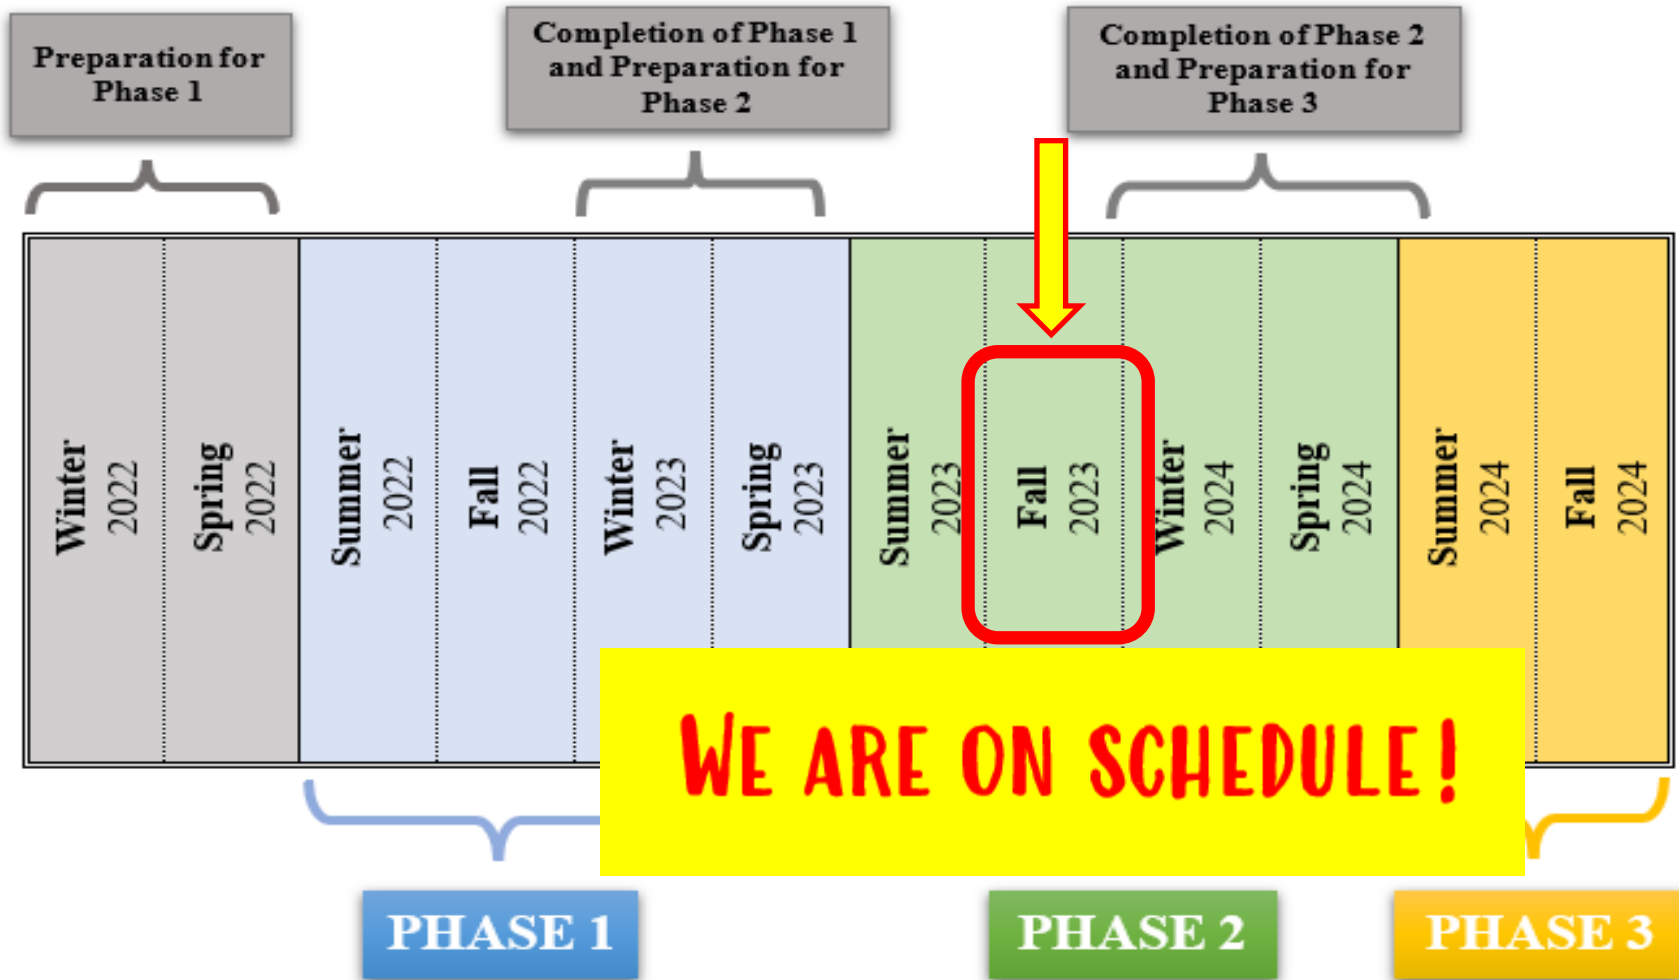 Preparation for
Phase 1
Completion of Phase 1
and Preparation for
Phase 2
Completion of Phase 2
and Preparation for
Phase 3
Winter
2022
Spring
2022
Summer
2022
Fall
2022
Winter
2023
Spring
2023
Summer
2023
Fall
2023
Winter
2024
Spring
2024
Summer
2024
Fall
2024
WE ARE ON SCHEDULE!
PHASE 1
PHASE 2
PHASE 3